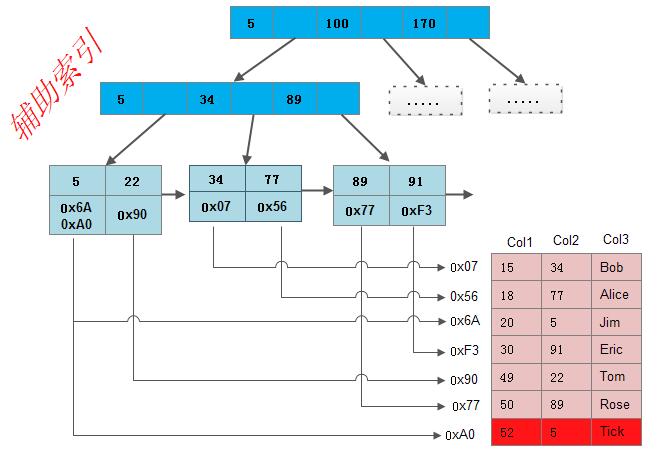 辅助索引
5 100 170
5 34 89
.....
.....
5 22
0x6A
0xA0
0x90
34 77
0x07 0x56
89 91
0x77 0xF3
Col1 Col2 Col3
0x07 15 34 Bob
0x56 18 77 Alice
0x6A 20 5 Jim
0xF3 30 91 Eric
0x90 49 22 Tom
0x77 50 89 Rose
0xA0 52 5 Tick